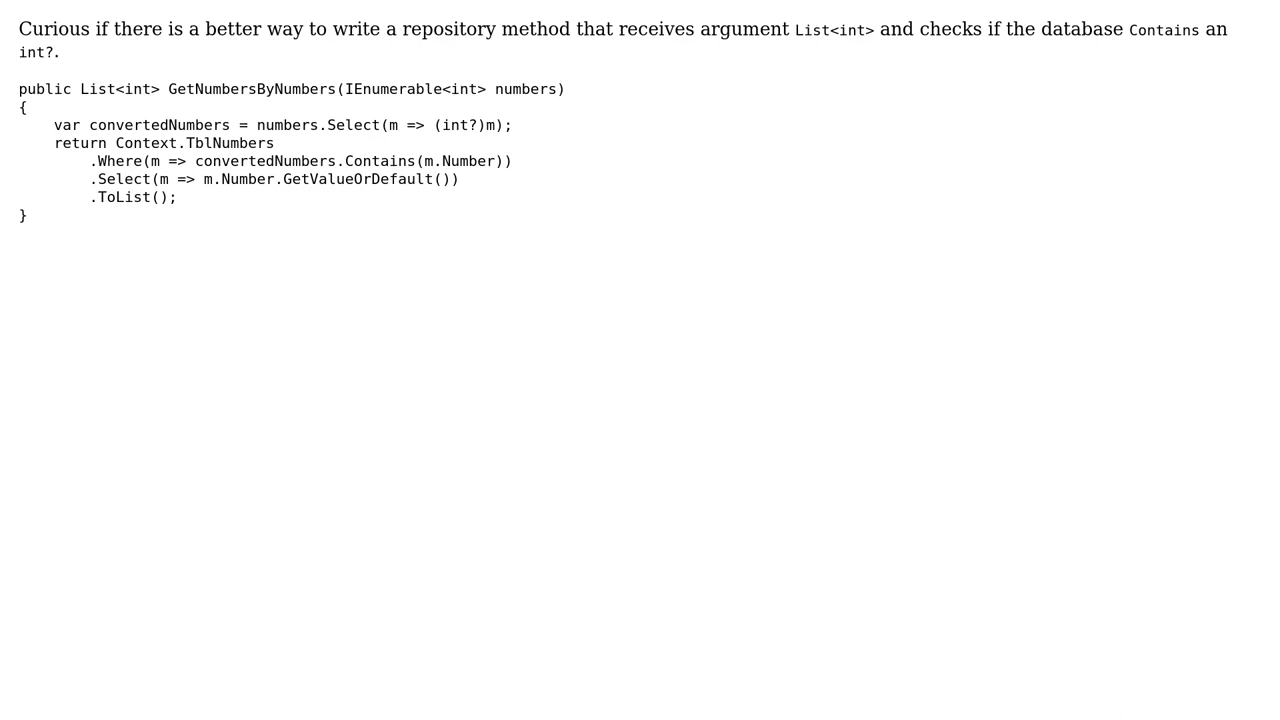 Curious if there is a better way to write a repository method that receives argument List<int> and checks if the database Contains an
int?.
public List<int> GetNumbersByNumbers(IEnumerable<int> numbers)
{
    var convertedNumbers = numbers.Select(m => (int?)m);
    return Context.TblNumbers
        .Where(m => convertedNumbers.Contains(m.Number))
        .Select(m => m.Number.GetValueOrDefault())
        .ToList();
}